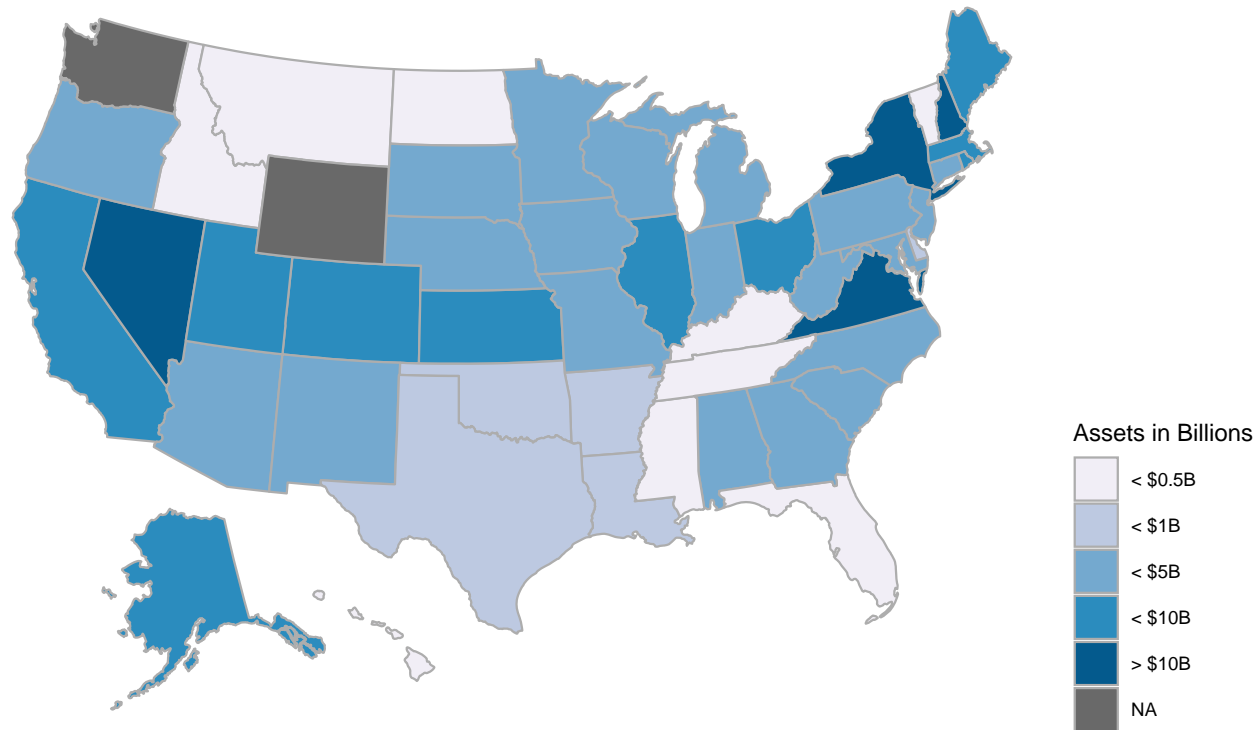 Assets in Billions
< $0.5B
< $1B
< $5B
< $10B
> $10B
NA